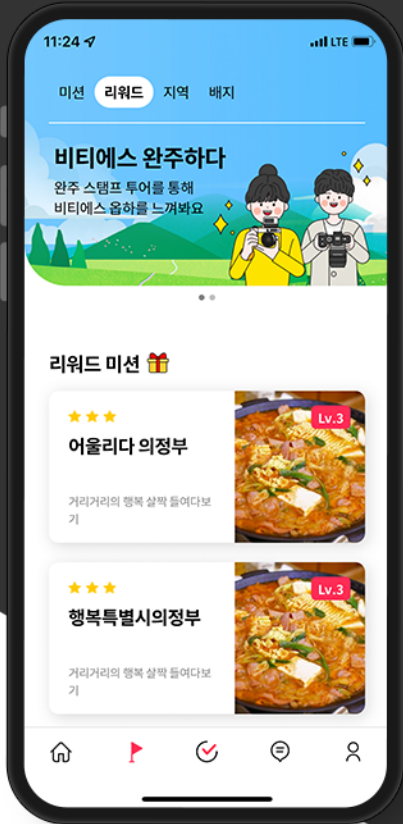 11:24
LTE
미션 리워드 지역 배지
비티에스 완주하다
완주 스탬프 투어를 통해
비티에스 옵하를 느껴봐요
리워드 미션
Lv.3
어울리다 의정부
거리거리의 행복 살짝 들여다보
기
Lv.3
행복특별시의정부
거리거리의 행복 살짝 들여다보
기